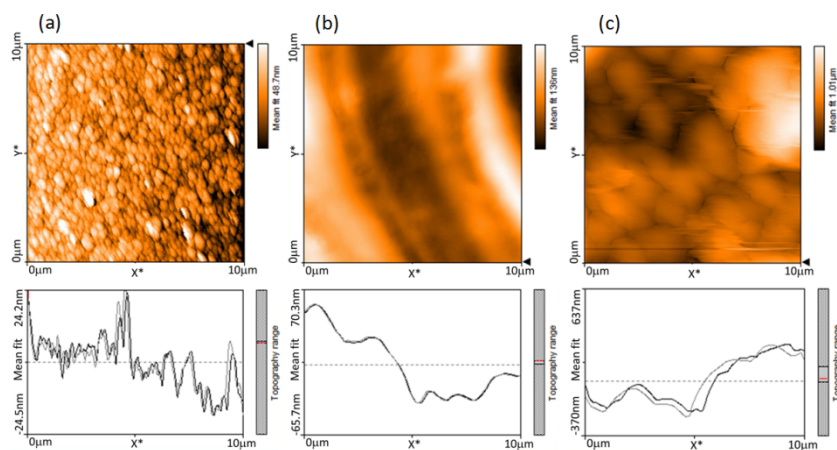 (a)
10µm
Y*
0µm
0µm
X*
10µm
Mean fit 48.7nm
24.2nm
Mean fit
-24.5nm
0µm
X*
10µm
Topography range
(b)
10µm
Y*
0µm
0µm
X*
10µm
Mean fit 136nm
70.3nm
Mean fit
-65.7nm
0µm
X*
10µm
Topography range
(c)
10µm
Y*
0µm
0µm
X*
10µm
Mean fit 1.01µm
637nm
Mean fit
-370nm
0µm
X*
10µm
Topography range